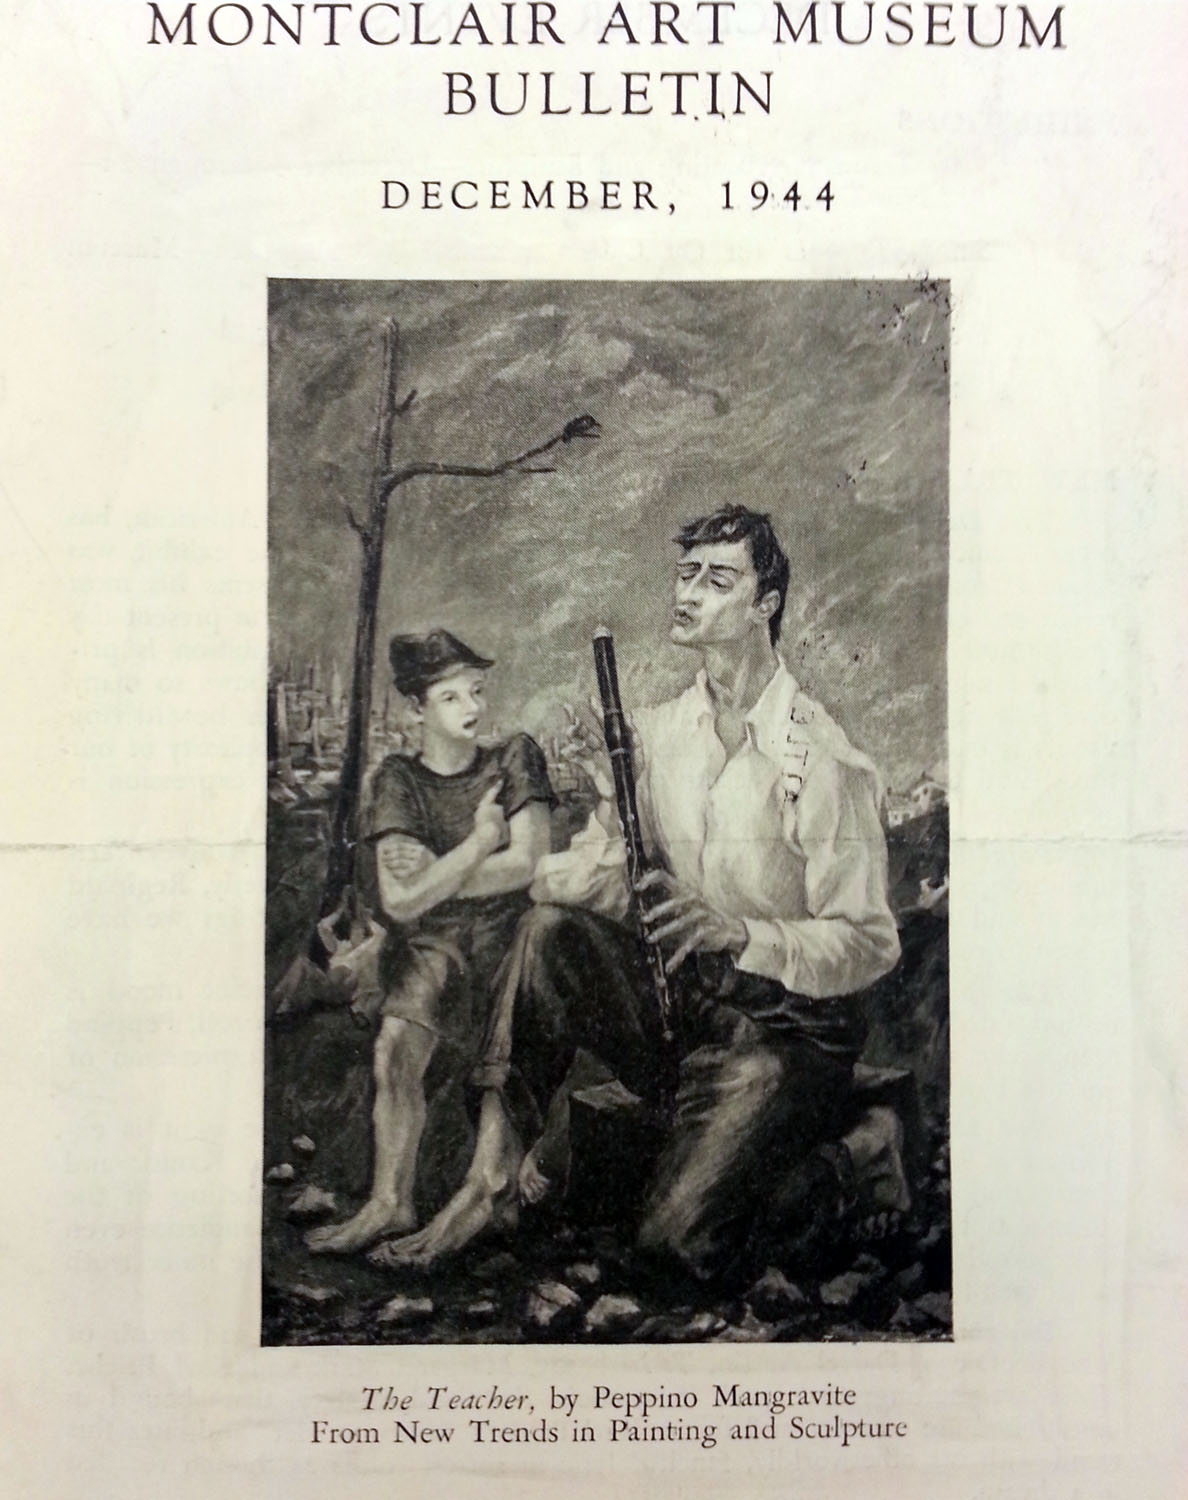 MONTCLAIR ART MUSEUM
BULLETIN
DECEMBER, 1944
The Teacher, by Peppino Mangravite
From New Trends in Painting and Sculpture